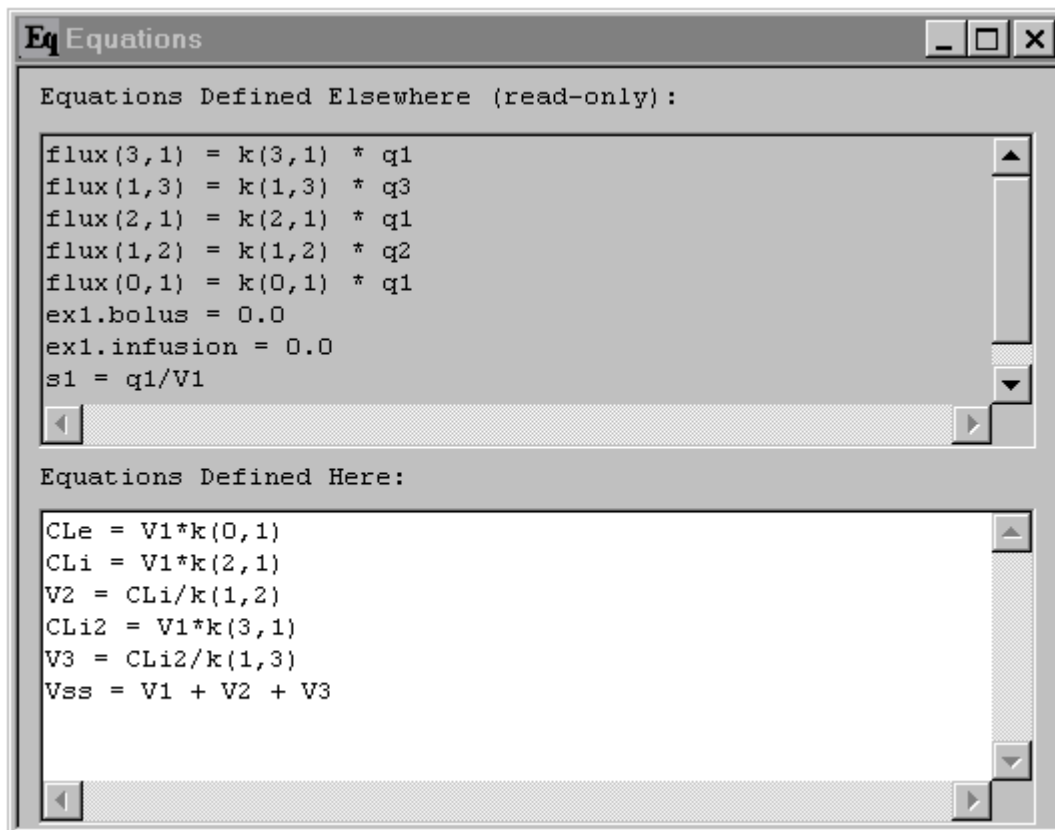 Eq Equations
Equations Defined Elsewhere (read-only):
flux(3,1) = k(3,1) * q1
flux(1,3) = k(1,3) * q3
flux(2,1) = k(2,1) * q1
flux(1,2) = k(1,2) * q2
flux(0,1) = k(0,1) * q1
ex1.bolus = 0.0
ex1.infusion = 0.0
s1 = q1/V1
Equations Defined Here:
CLe = V1*k(0,1)
CLi = V1*k(2,1)
V2 = CLi/k(1,2)
CLi2 = V1*k(3,1)
V3 = CLi2/k(1,3)
Vss = V1 + V2 + V3